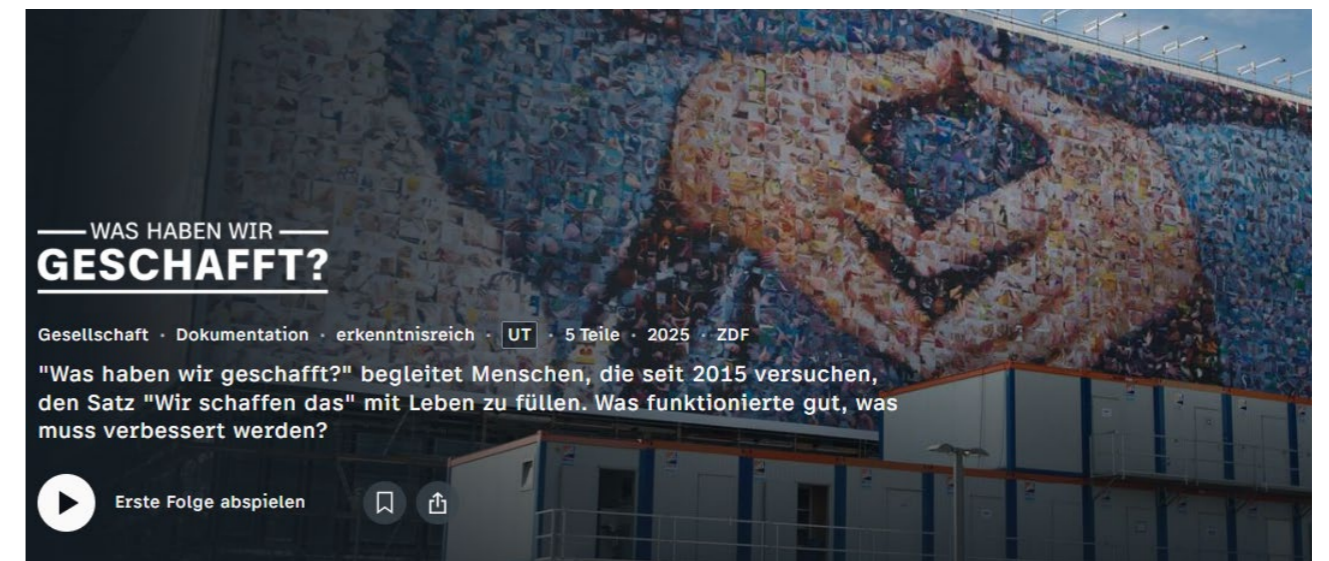 WAS HABEN WIR
GESCHAFFT?
Gesellschaft · Dokumentation · erkenntnisreich · UT · 5 Teile · 2025 · ZDF
"Was haben wir geschafft?" begleitet Menschen, die seit 2015 versuchen,
den Satz "Wir schaffen das" mit Leben zu füllen. Was funktionierte gut, was
muss verbessert werden?
Erste Folge abspielen